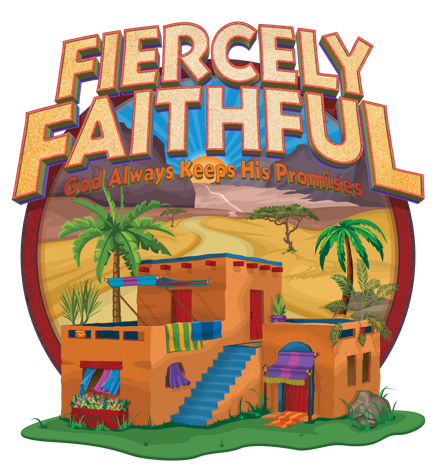 FIERCELY
FAITHFUL
God Always Keeps His Promises